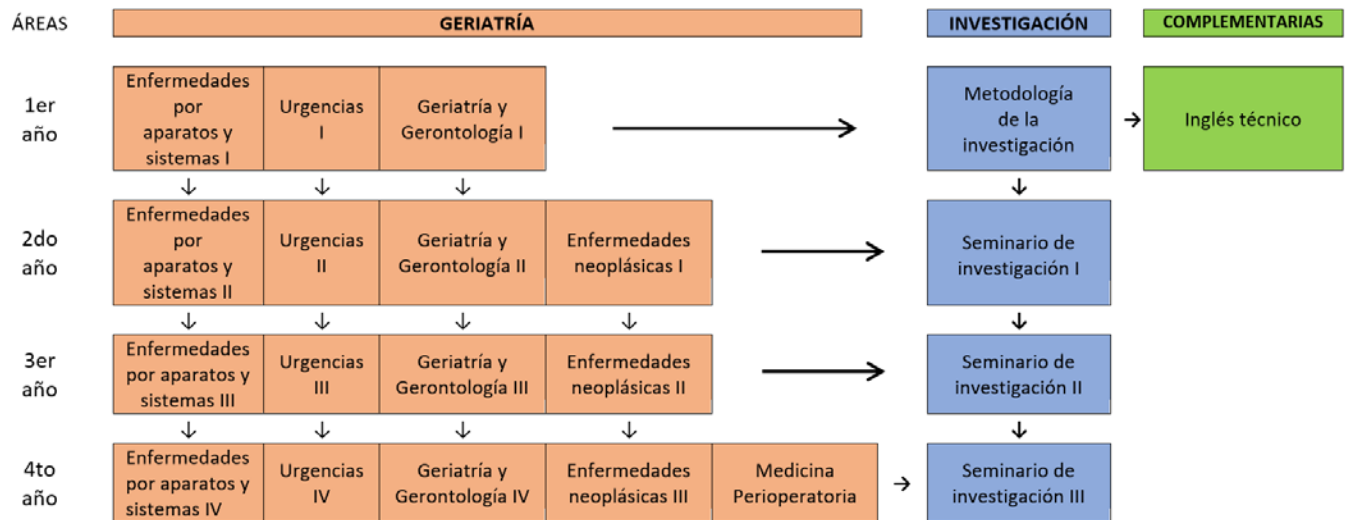 ÁREAS
GERIATRÍA
INVESTIGACIÓN
COMPLEMENTARIAS
1er
año
Enfermedades
por
aparatos y
sistemas I
Urgencias
I
Geriatría y
Gerontología I
Metodología
de la
investigación
Inglés técnico
2do
año
Enfermedades
por
aparatos y
sistemas II
Urgencias
II
Geriatría y
Gerontología II
Enfermedades
neoplásicas I
Seminario de
investigación I
3er
año
Enfermedades
por aparatos y
sistemas III
Urgencias
III
Geriatría y
Gerontología III
Enfermedades
neoplásicas II
Seminario de
investigación II
4to
año
Enfermedades
por aparatos y
sistemas IV
Urgencias
IV
Geriatría y
Gerontología IV
Enfermedades
neoplásicas III
Medicina
Perioperatoria
Seminario de
investigación III